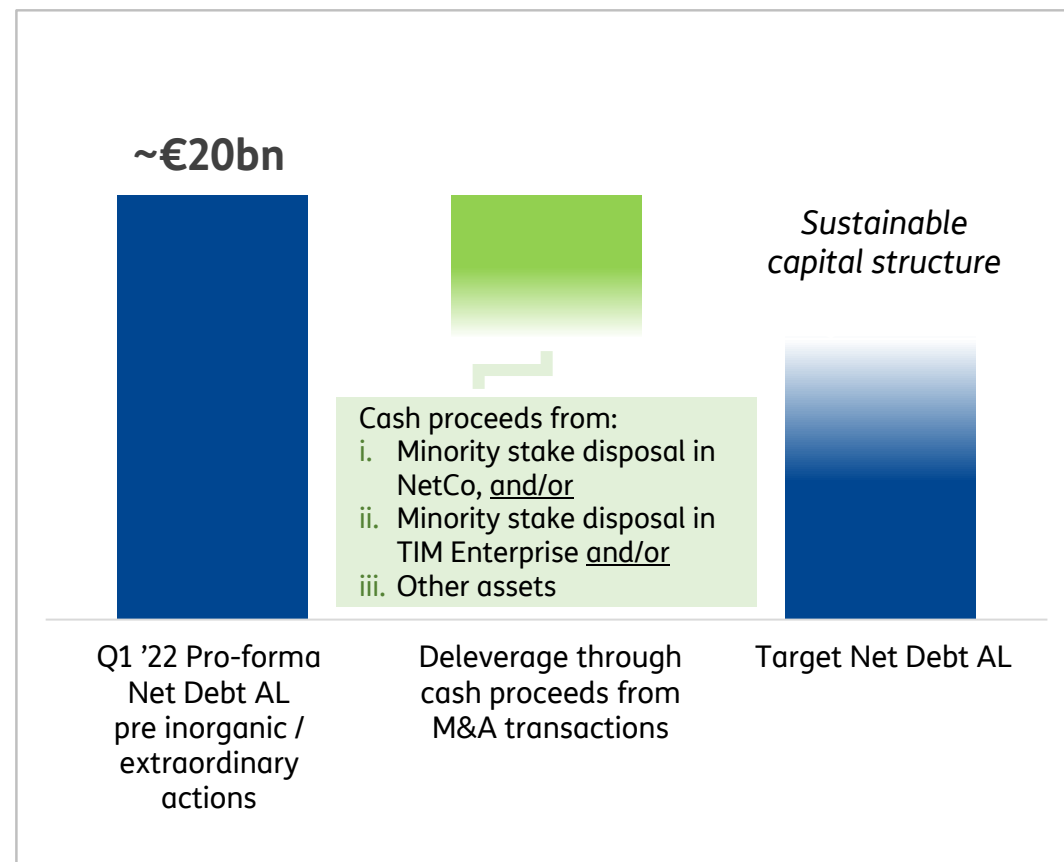 ~€20bn
Sustainable
capital structure
Cash proceeds from:
i. Minority stake disposal in
NetCo, and/or
ii. Minority stake disposal in
TIM Enterprise and/or
iii. Other assets
Q1 ’22 Pro-forma
Net Debt AL
pre inorganic /
extraordinary
actions
Deleverage through
cash proceeds from
M&A transactions
Target Net Debt AL